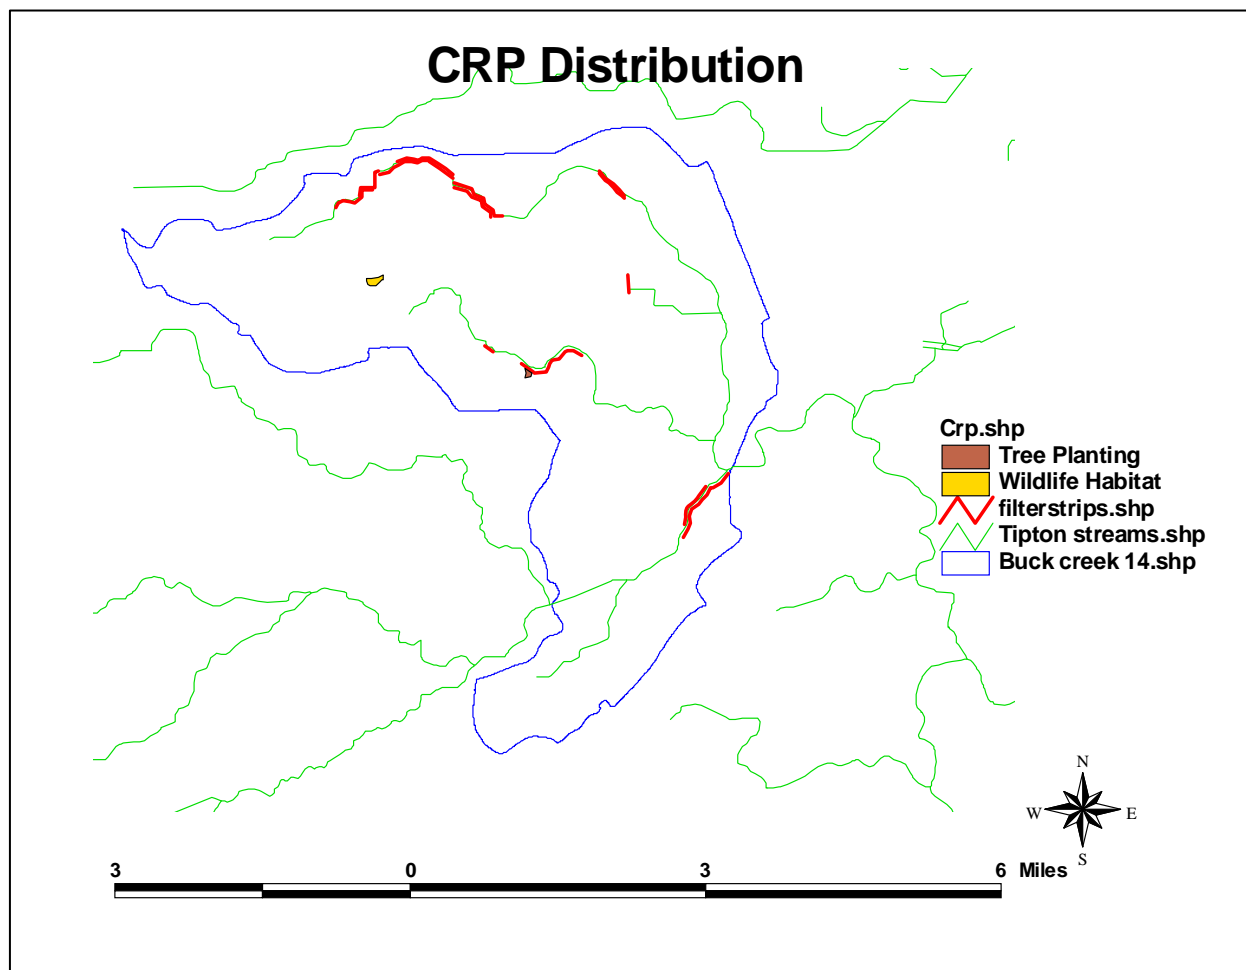 CRP Distribution
Crp.shp
Tree Planting
Wildlife Habitat
filterstrips.shp
Tipton streams.shp
Buck creek 14.shp
N
W E
S
3 0 3 6 Miles